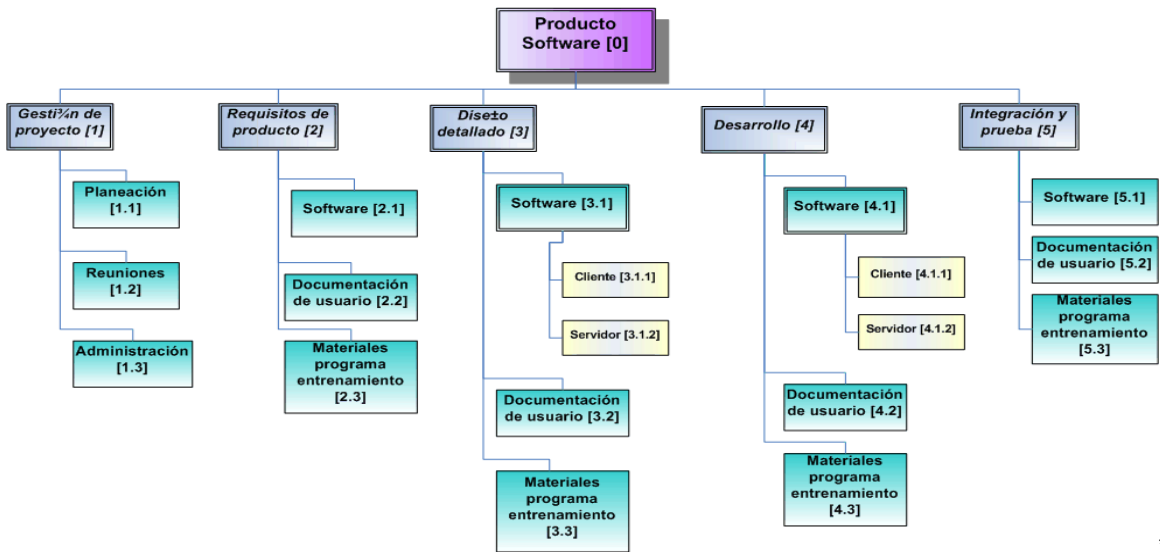 Producto
Software [0]
Gesti¾n de
proyecto [1]
Planeación
[1.1]
Reuniones
[1.2]
Administración
[1.3]
Requisitos de
producto [2]
Software [2.1]
Documentación
de usuario [2.2]
Materiales
programa
entrenamiento
[2.3]
Dise±o
detallado [3]
Software [3.1]
Cliente [3.1.1]
Servidor [3.1.2]
Documentación
de usuario [3.2]
Materiales
programa
entrenamiento
[3.3]
Desarrollo [4]
Software [4.1]
Cliente [4.1.1]
Servidor [4.1.2]
Documentación
de usuario [4.2]
Materiales
programa
entrenamiento
[4.3]
Integración y
prueba [5]
Software [5.1]
Documentación
de usuario [5.2]
Materiales
programa
entrenamiento
[5.3]